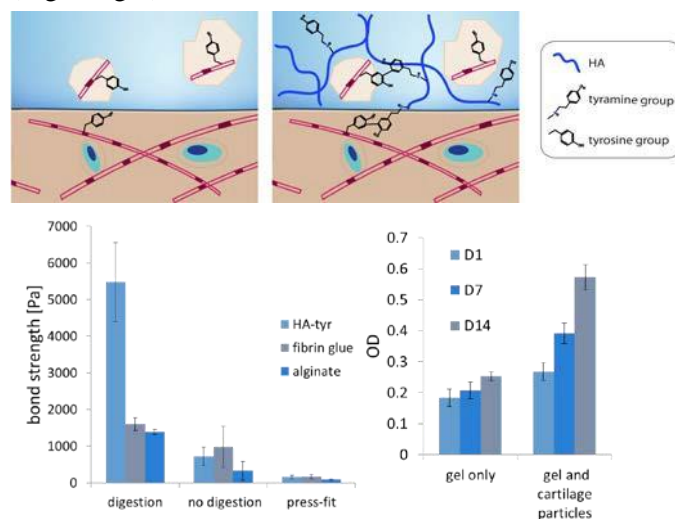 HA
tyramine group
tyrosine group
7000
6000
5000
4000
3000
2000
1000
0
bond strength [Pa]
HA-tyr
fibrin glue
alginate
digestion
no digestion
press-fit
0.7
0.6
0.5
0.4
0.3
0.2
0.1
0
OD
D1
D7
D14
gel only
gel and
cartilage
particles